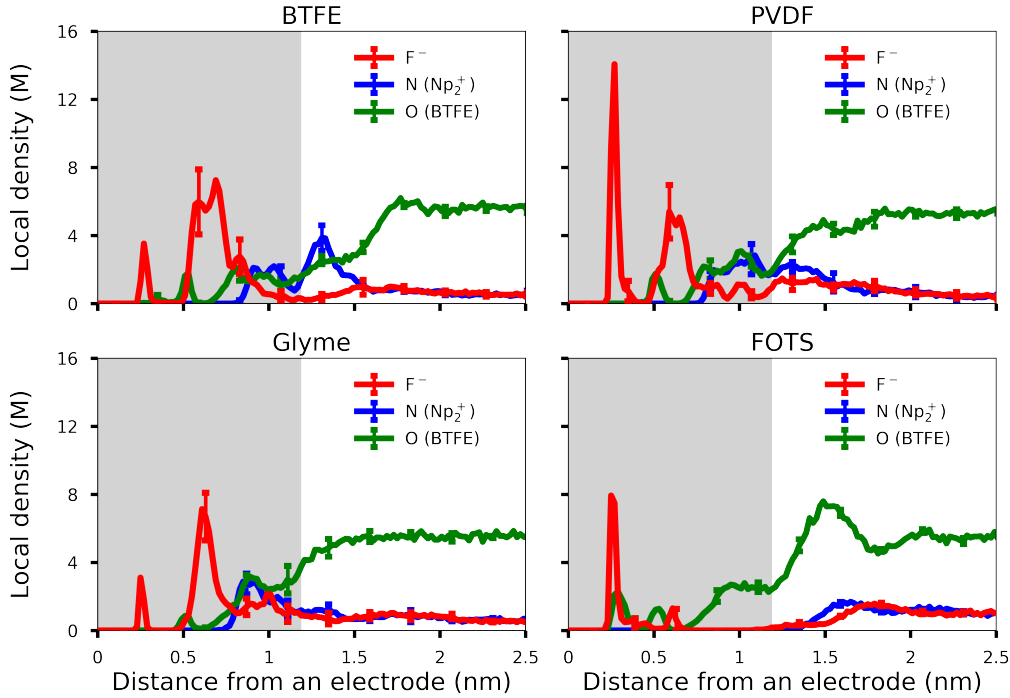 BTFE
PVDF
16
12
8
4
0
Local density (M)
F⁻
N (Np₂⁺)
O (BTFE)
F⁻
N (Np₂⁺)
O (BTFE)
Glyme
FOTS
16
12
8
4
0
Local density (M)
F⁻
N (Np₂⁺)
O (BTFE)
F⁻
N (Np₂⁺)
O (BTFE)
0 0.5 1 1.5 2 2.5
0 0.5 1 1.5 2 2.5
Distance from an electrode (nm)
Distance from an electrode (nm)